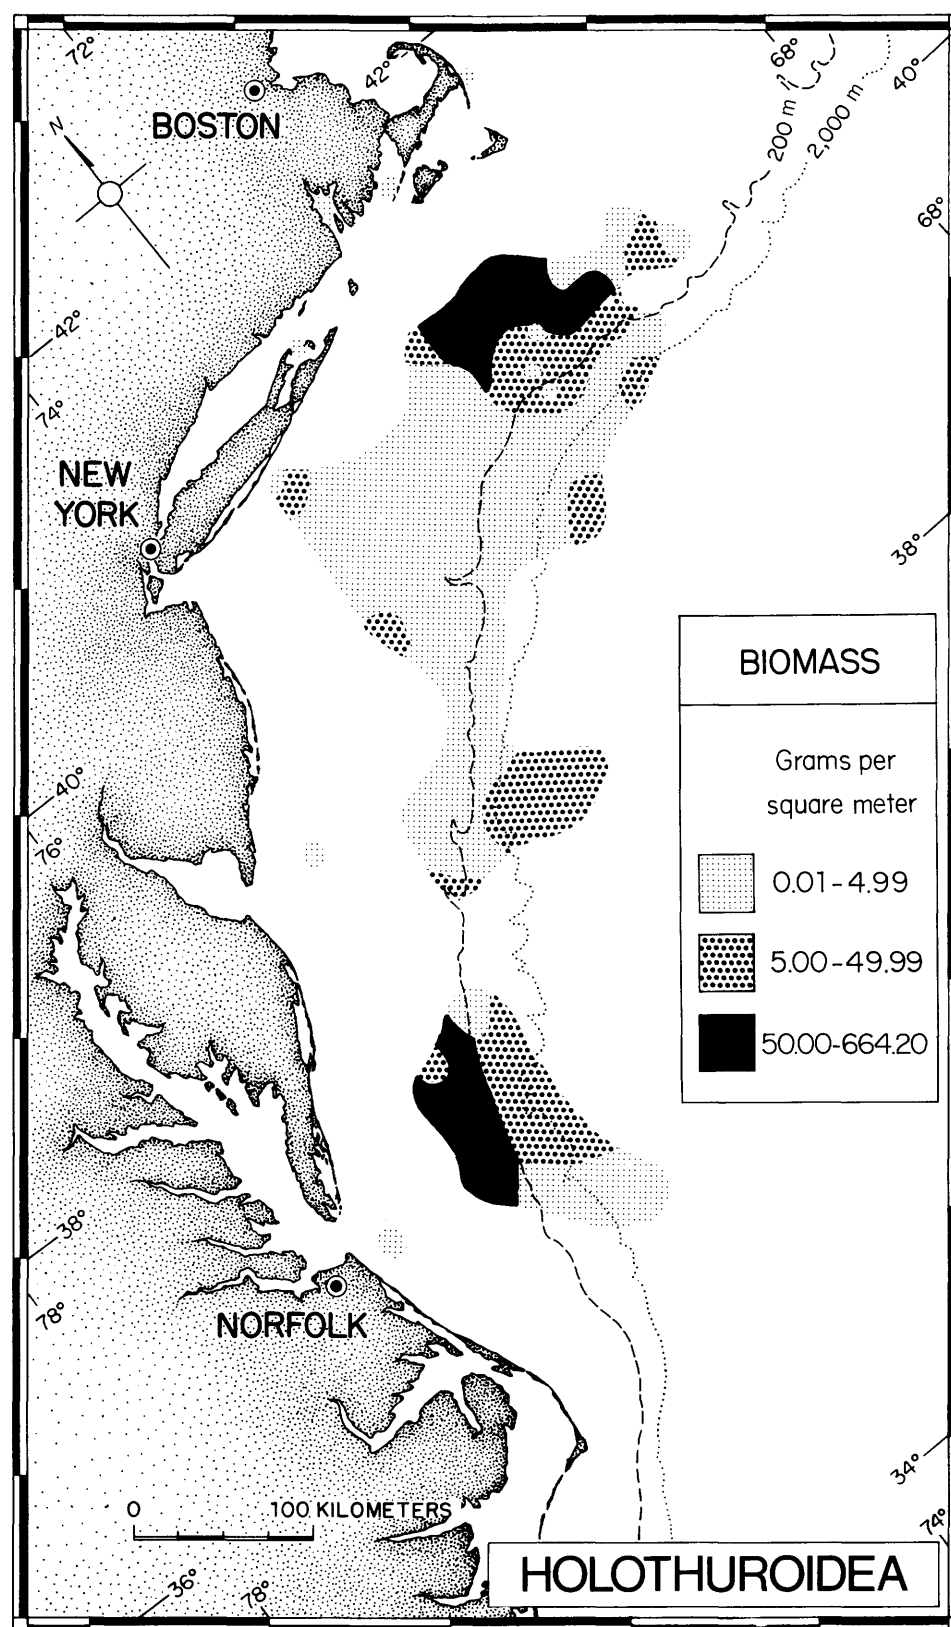 72°
42°
68°
40°
BOSTON
N
200 m
2,000 m
68°
42°
74°
NEW
YORK
38°
BIOMASS
Grams per
square meter
40°
76°
0.01-4.99
5.00-49.99
50.00-664.20
38°
78°
NORFOLK
34°
0 100 KILOMETERS
74°
HOLOTHUROIDEA
36°
78°